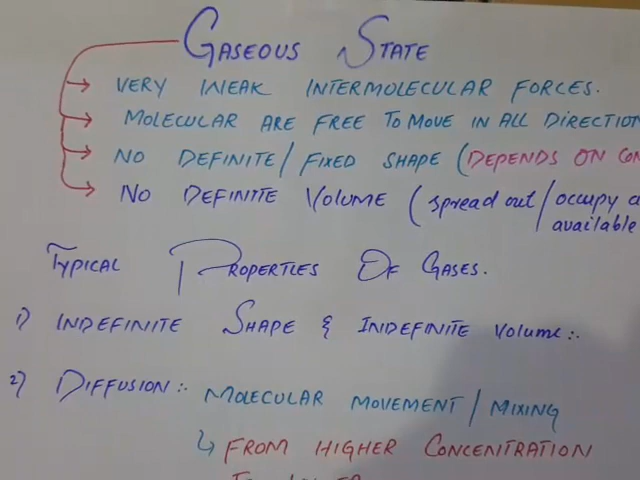 GASEOUS STATE
VERY WEAK INTERMOLECULAR FORCES.
MOLECULAR ARE FREE TO MOVE IN ALL DIRECTION
NO DEFINITE/FIXED SHAPE (DEPENDS ON CON
NO DEFINITE VOLUME (spread out/occupy a
available
TYPICAL PROPERTIES OF GASES.
1) INDEFINITE SHAPE & INDEFINITE Volume:.
2) DIFFUSION:. MOLECULAR MOVEMENT/MIXING
↳ FROM HIGHER CONCENTRATION